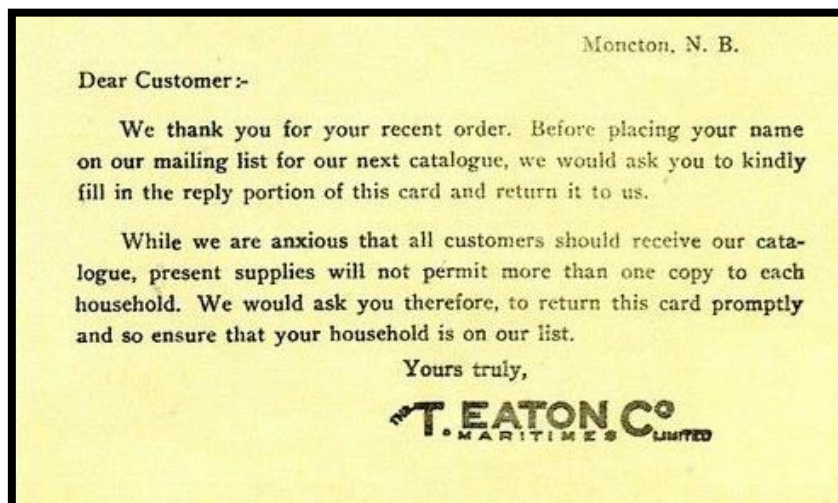 Moncton, N. B.
Dear Customer:-
We thank you for your recent order. Before placing your name
on our mailing list for our next catalogue, we would ask you to kindly
fill in the reply portion of this card and return it to us.
While we are anxious that all customers should receive our cata-
logue, present supplies will not permit more than one copy to each
household. We would ask you therefore, to return this card promptly
and so ensure that your household is on our list.
Yours truly,
THE T. EATON Co
MARITIMES LIMITED